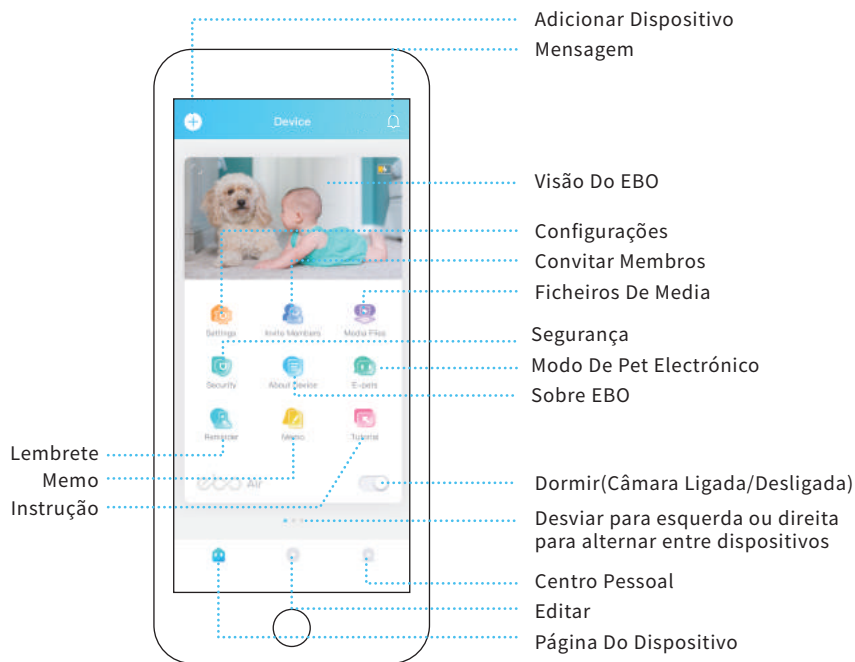 Adicionar Dispositivo
Mensagem
Device
Visão Do EBO
Configurações
Convitar Membros
Ficheiros De Media
Settings
Invite Members
Media Files
Segurança
Modo De Pet Electrónico
Sobre EBO
Security
About Device
E-pets
Reminder
Memo
Tutorial
Lembrete
Memo
Instrução
ebo Air
Dormir(Câmara Ligada/Desligada)
Desviar para esquerda ou direita
para alternar entre dispositivos
Centro Pessoal
Editar
Página Do Dispositivo